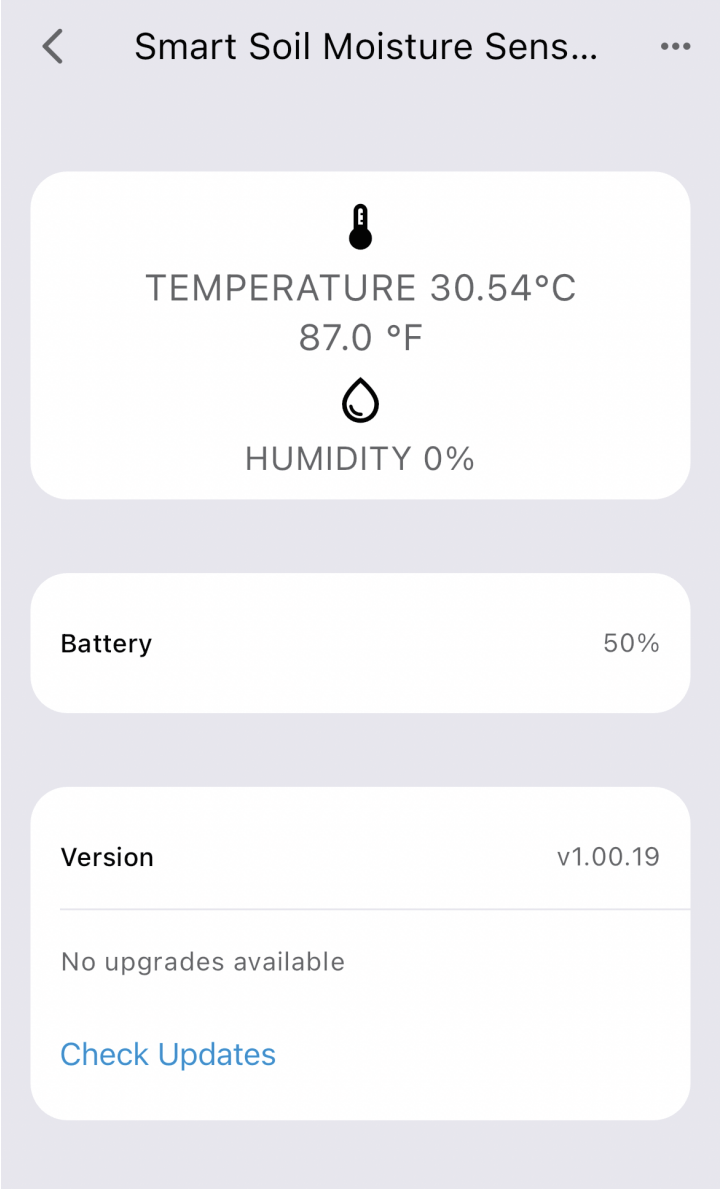 Smart Soil Moisture Sens...
TEMPERATURE 30.54°C
87.0 °F
HUMIDITY 0%
Battery 50%
Version v1.00.19
No upgrades available
Check Updates